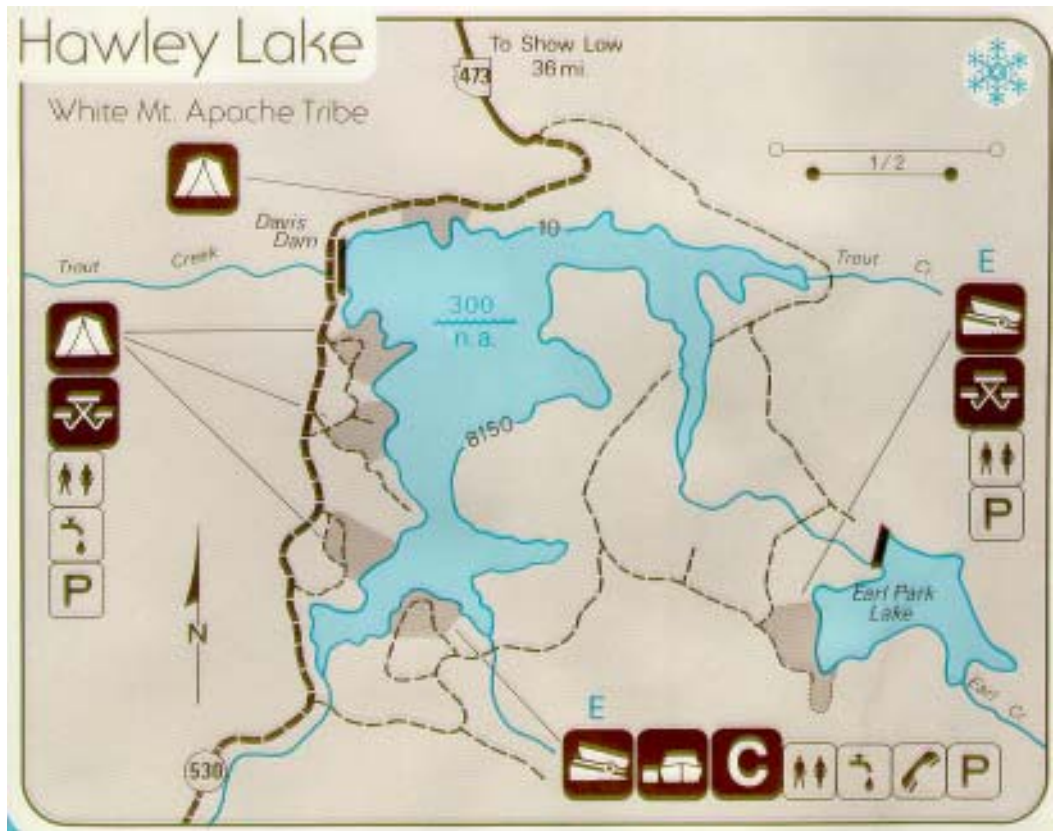 Hawley Lake
To Show Low
36 mi.
473
White Mt. Apache Tribe
1/2
Davis
Dam
10
Trout Creek
Trout Cr.
E
300
n.a.
8150
P
P
Earl Park
Lake
N
Earl Cr.
E
530
C
P